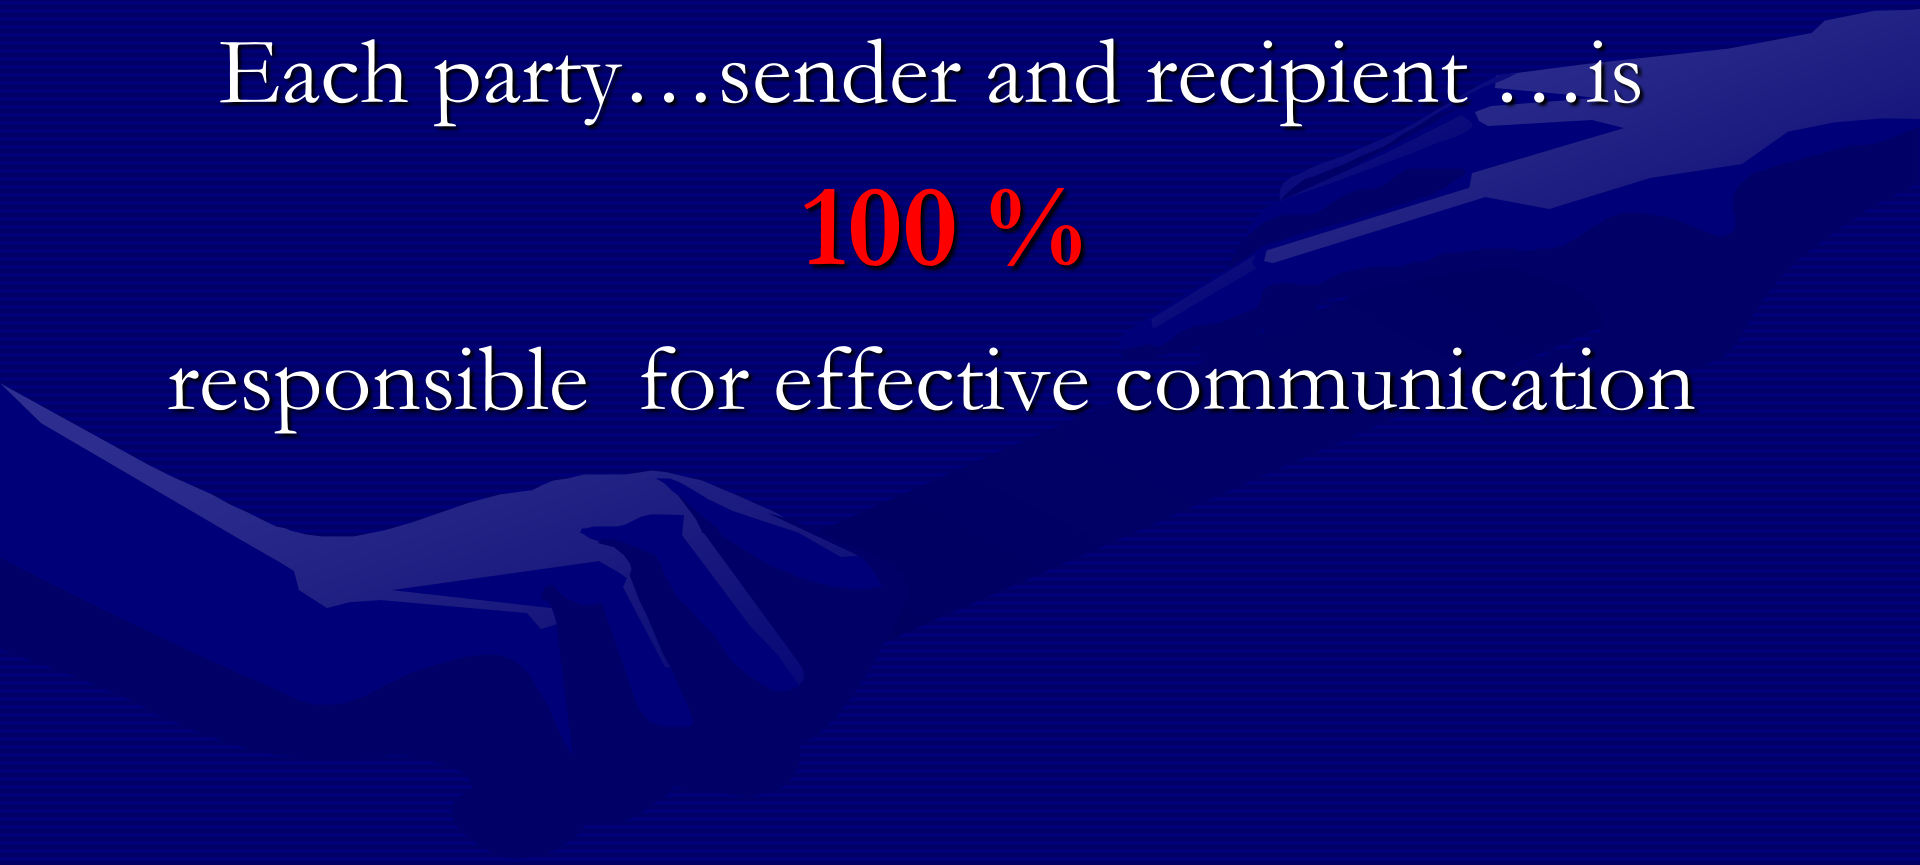 Each party…sender and recipient …is
100 %
responsible  for effective communication